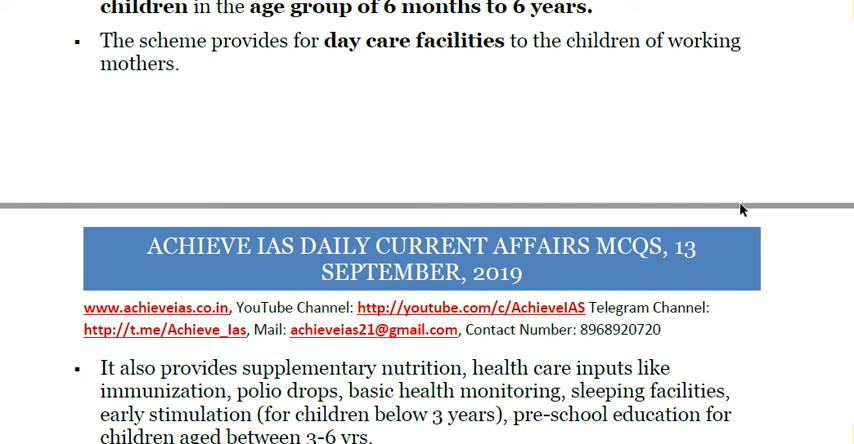 children in the age group of 6 months to 6 years.
▪ The scheme provides for day care facilities to the children of working
mothers.
ACHIEVE IAS DAILY CURRENT AFFAIRS MCQS, 13
SEPTEMBER, 2019
www.achieveias.co.in, YouTube Channel: http://youtube.com/c/AchieveIAS Telegram Channel:
http://t.me/Achieve_Ias, Mail: achieveias21@gmail.com, Contact Number: 8968920720
▪ It also provides supplementary nutrition, health care inputs like
immunization, polio drops, basic health monitoring, sleeping facilities,
early stimulation (for children below 3 years), pre-school education for
children aged between 3-6 yrs.